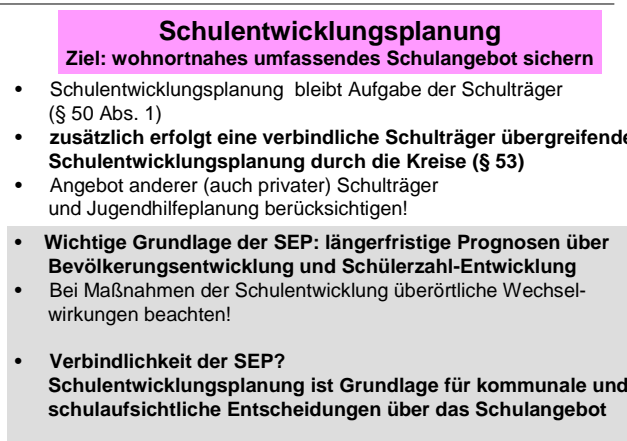 Schulentwicklungsplanung
Ziel: wohnortnahes umfassendes Schulangebot sichern
• Schulentwicklungsplanung bleibt Aufgabe der Schulträger
(§ 50 Abs. 1)
• zusätzlich erfolgt eine verbindliche Schulträger übergreifende
Schulentwicklungsplanung durch die Kreise (§ 53)
• Angebot anderer (auch privater) Schulträger
und Jugendhilfeplanung berücksichtigen!
• Wichtige Grundlage der SEP: längerfristige Prognosen über
Bevölkerungsentwicklung und Schülerzahl-Entwicklung
• Bei Maßnahmen der Schulentwicklung überörtliche Wechsel-
wirkungen beachten!
• Verbindlichkeit der SEP?
Schulentwicklungsplanung ist Grundlage für kommunale und
schulaufsichtliche Entscheidungen über das Schulangebot